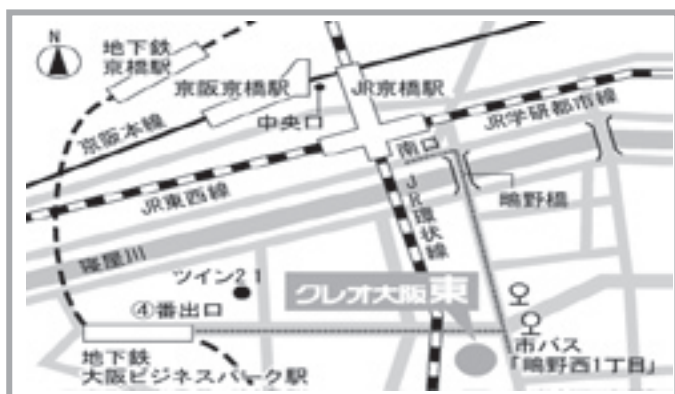 N
地下鉄
京橋駅
京阪京橋駅
JR京橋駅
中央口
京阪本線
JR学研都市線
南口
JR東西線
JR環状線
鴫野橋
寝屋川
ツイン21
クレオ大阪東
④番出口
市バス
「鴫野西1丁目」
地下鉄
大阪ビジネスパーク駅